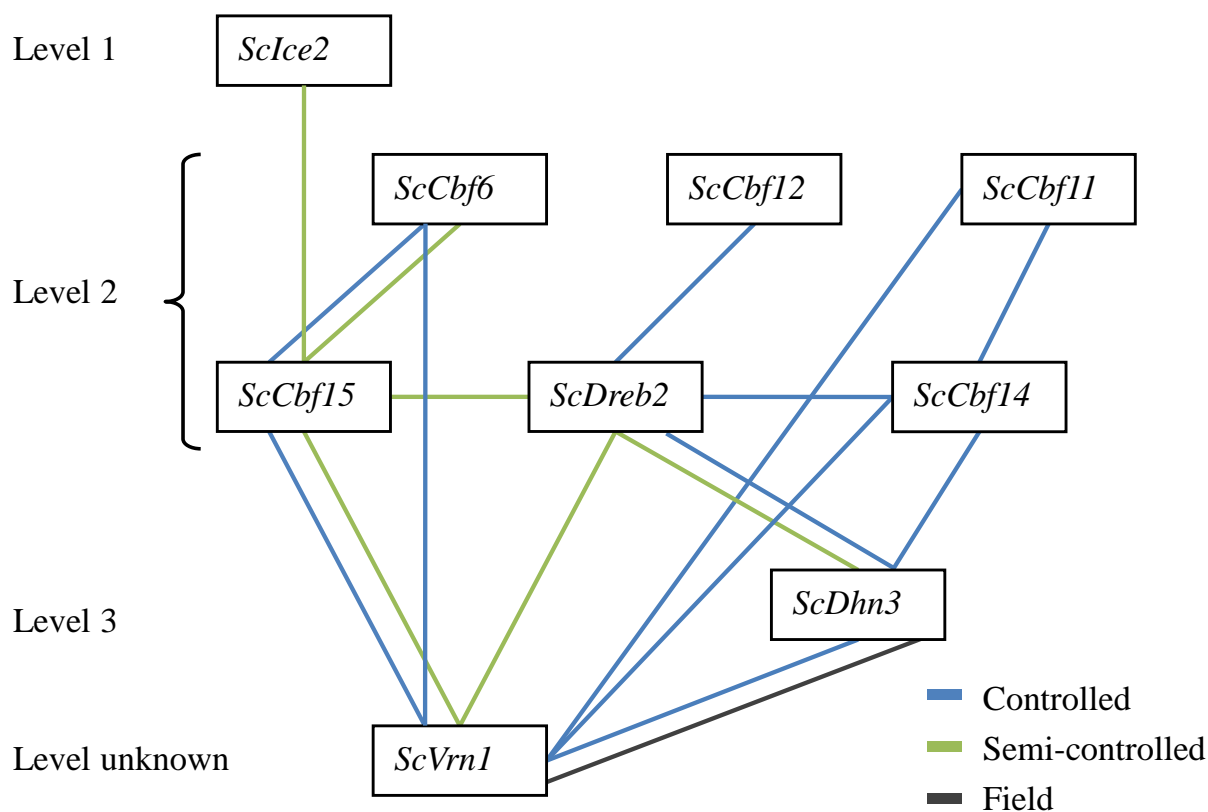 Level 1
ScIce2
ScCbf6
ScCbf12
ScCbf11
Level 2
ScCbf15
ScDreb2
ScCbf14
Level 3
ScDhn3
Level unknown
ScVrn1
Controlled
Semi-controlled
Field